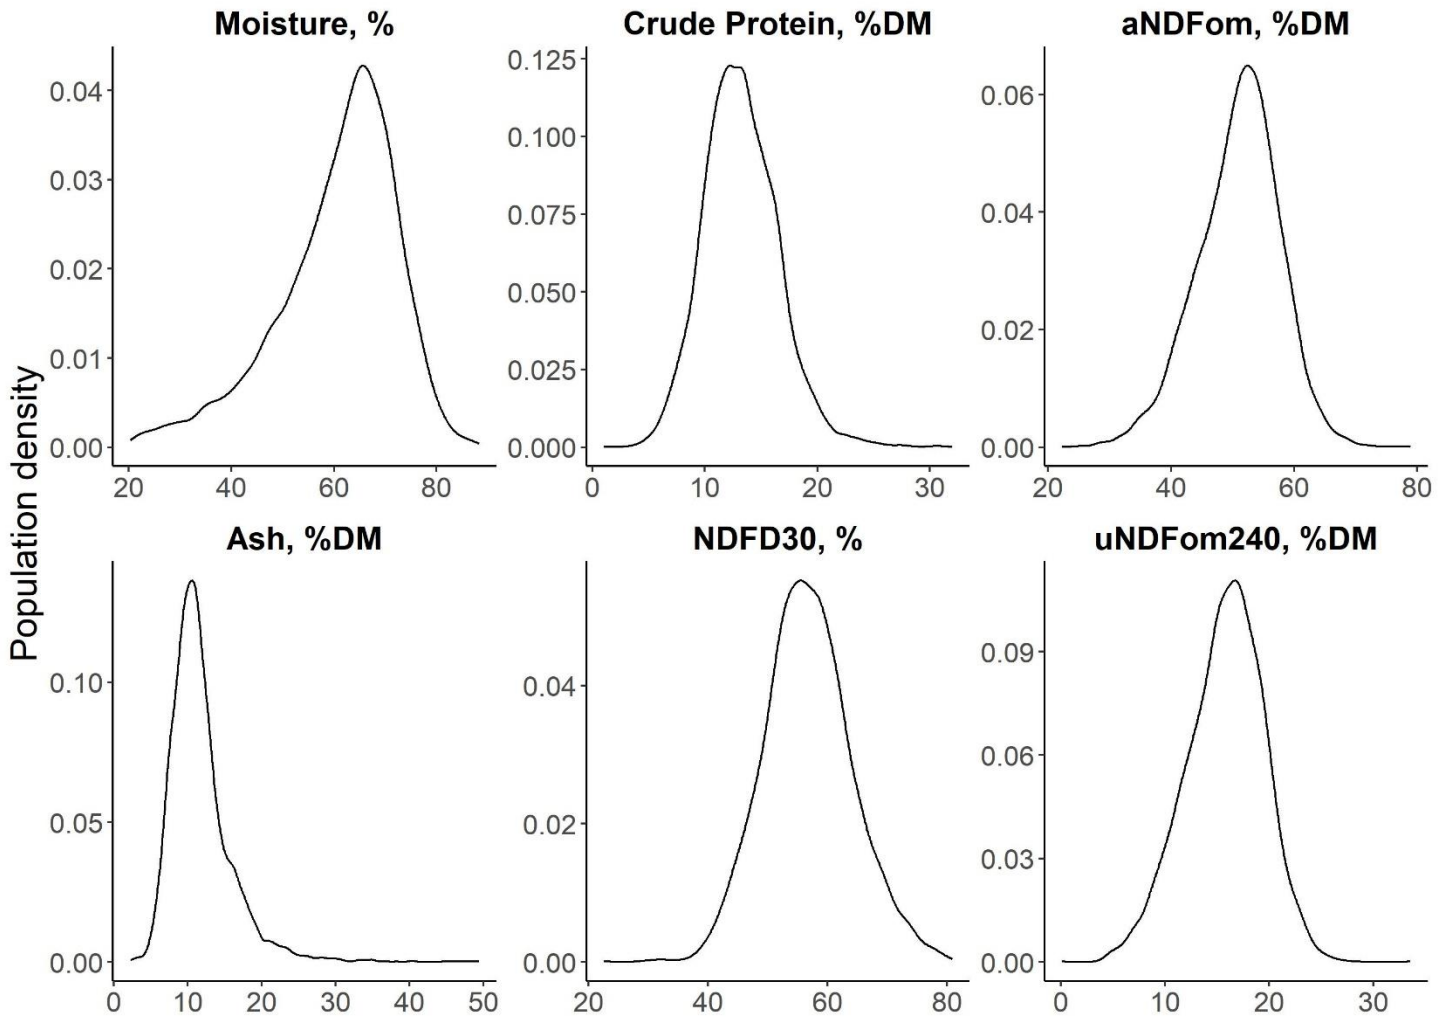 Population density
Moisture, %
0.04
0.03
0.02
0.01
0.00
20 40 60 80
Crude Protein, %DM
0.125
0.100
0.075
0.050
0.025
0.000
0 10 20 30
aNDFom, %DM
0.06
0.04
0.02
0.00
20 40 60 80
Ash, %DM
0.10
0.05
0.00
0 10 20 30 40 50
NDFD30, %
0.04
0.02
0.00
20 40 60 80
uNDFom240, %DM
0.09
0.06
0.03
0.00
0 10 20 30